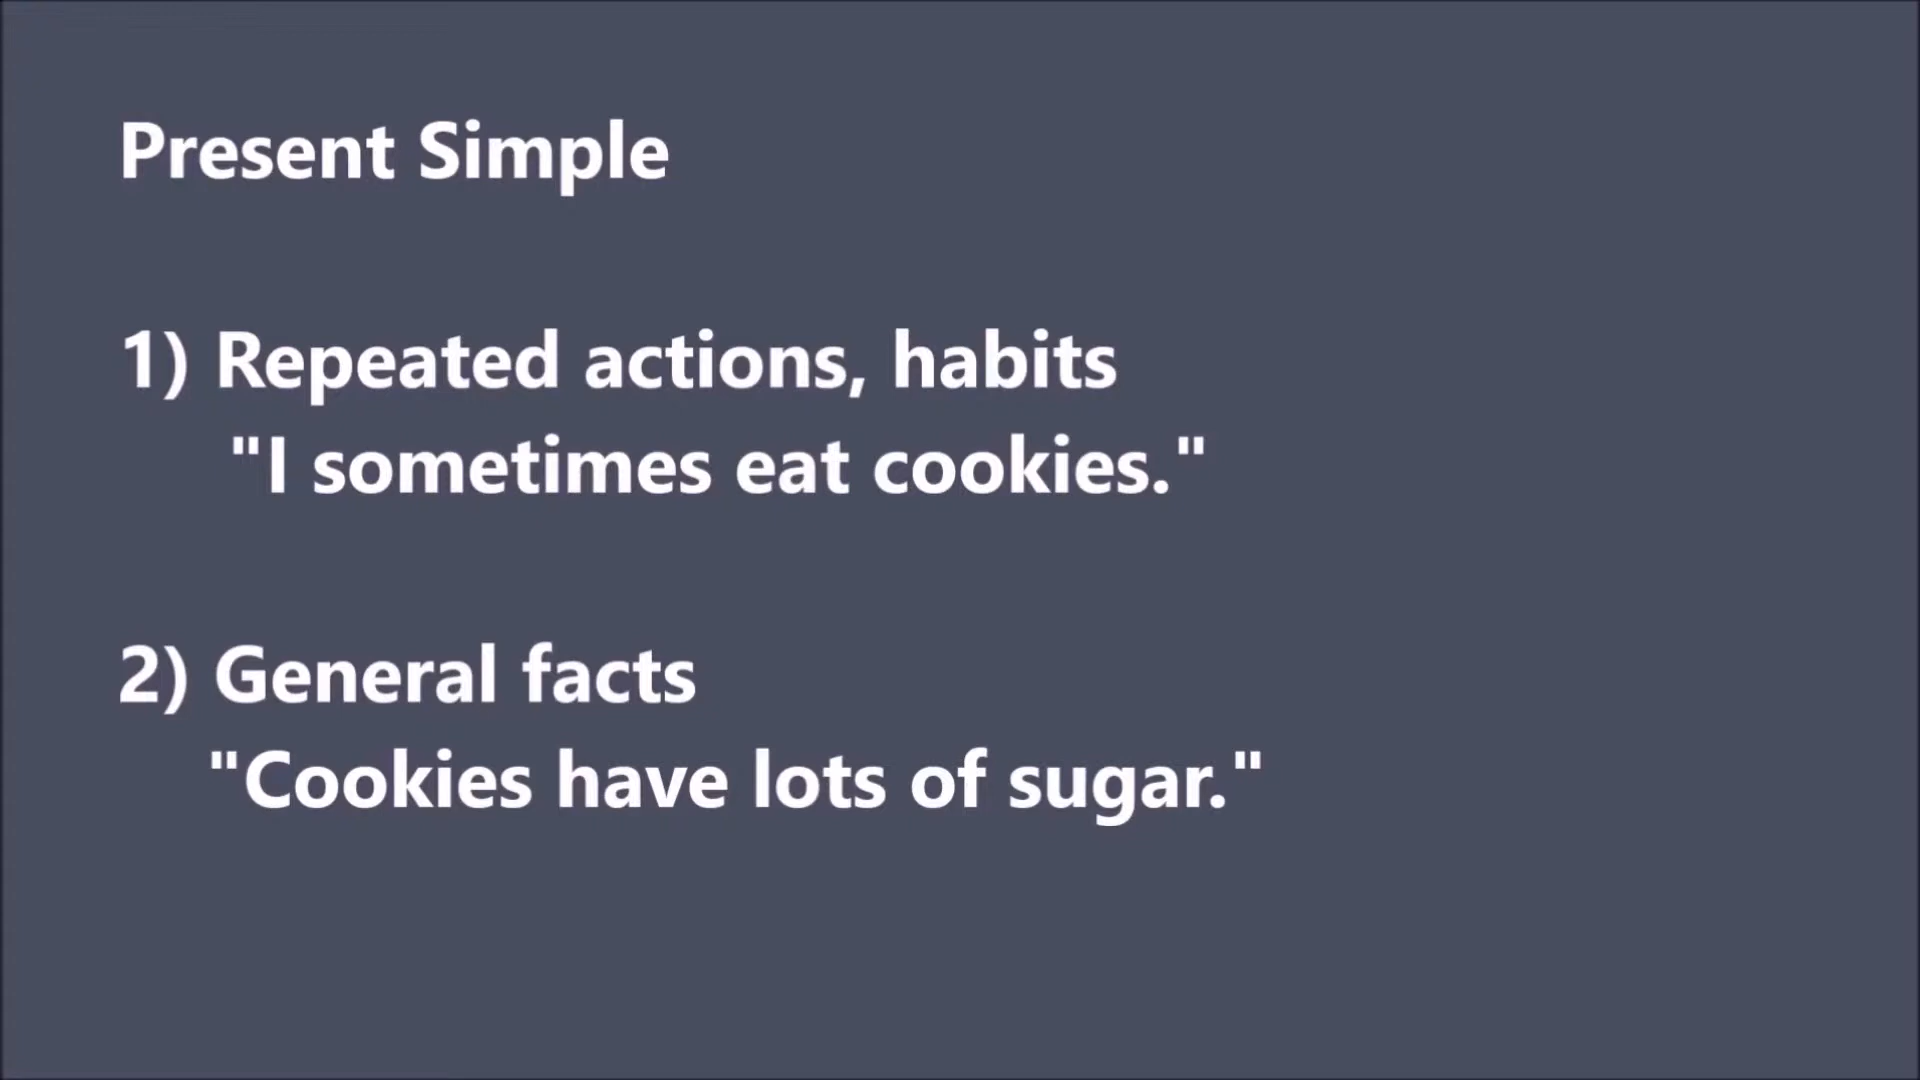 Present Simple
1) Repeated actions, habits
"I sometimes eat cookies."
2) General facts
"Cookies have lots of sugar."